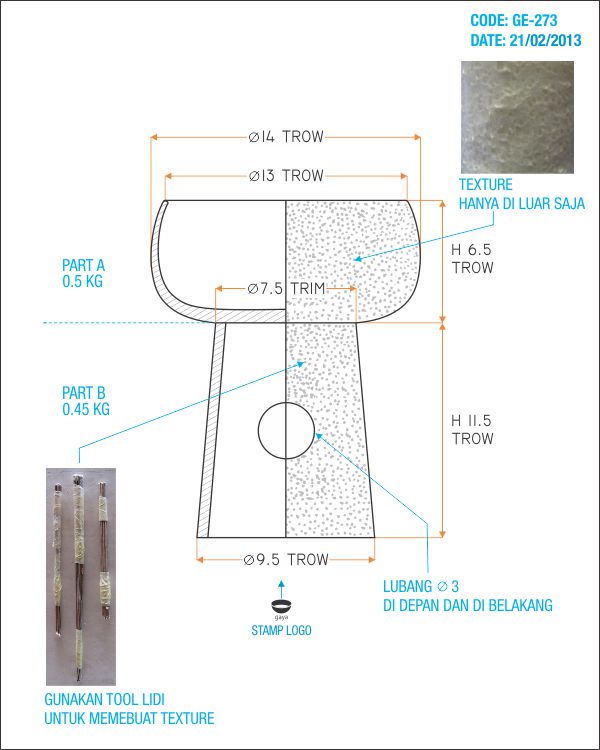 CODE: GE-273
DATE: 21/02/2013
Ø14 TROW
Ø13 TROW
TEXTURE
HANYA DI LUAR SAJA
H 6.5
TROW
PART A
0.5 KG
Ø7.5 TRIM
PART B
0.45 KG
H 11.5
TROW
Ø9.5 TROW
LUBANG Ø 3
DI DEPAN DAN DI BELAKANG
gaya
STAMP LOGO
GUNAKAN TOOL LIDI
UNTUK MEMEBUAT TEXTURE